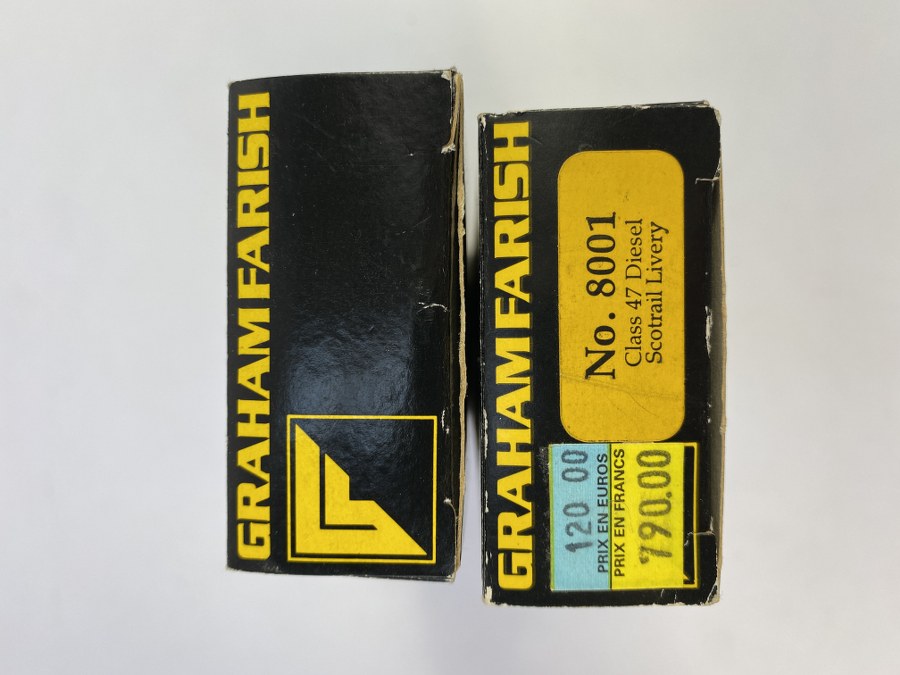 GRAHAM FARISH
GRAHAM FARISH
No. 8001
Class 47 Diesel
Scotrail Livery
120 00
PRIX EN EUROS
PRIX EN FRANCS
790.00